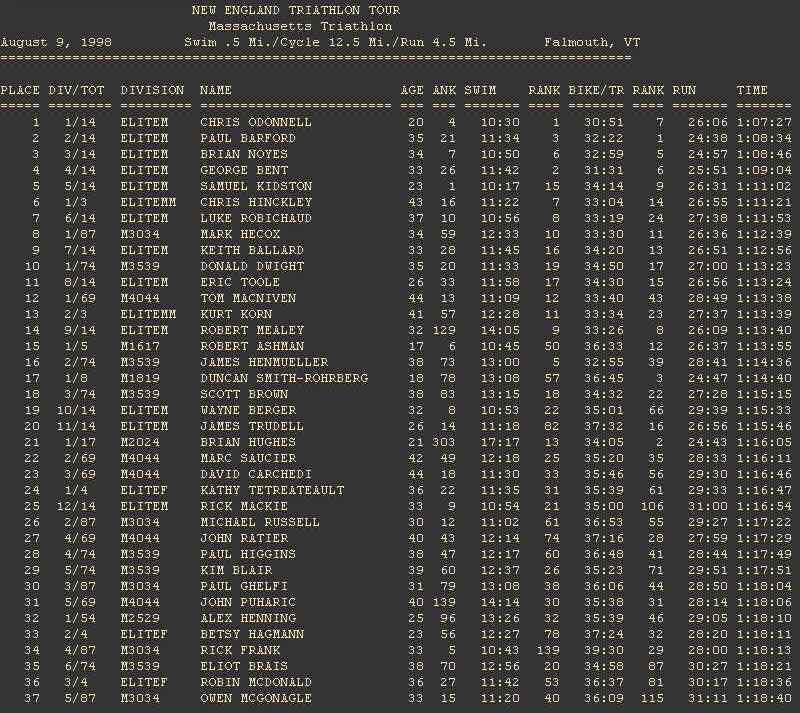 NEW ENGLAND TRIATHLON TOUR
Massachusetts Triathlon
August 9, 1998 Swim .5 Mi./Cycle 12.5 Mi./Run 4.5 Mi. Falmouth, VT
===============================================================================
PLACE DIV/TOT DIVISION NAME AGE ANK SWIM RANK BIKE/TR RANK RUN TIME
===== ======= ======== ======================== === === ======= ==== ======= ==== ======= =======
1 1/14 ELITEM CHRIS ODONNELL 20 4 10:30 1 30:51 7 26:06 1:07:27
2 2/14 ELITEM PAUL BARFORD 35 21 11:34 3 32:22 1 24:38 1:08:34
3 3/14 ELITEM BRIAN NOYES 34 7 10:50 6 32:59 5 24:57 1:08:46
4 4/14 ELITEM GEORGE BENT 33 26 11:42 2 31:31 6 25:51 1:09:04
5 5/14 ELITEM SAMUEL KIDSTON 23 1 10:17 15 34:14 9 26:31 1:11:02
6 1/3 ELITEMM CHRIS HINCKLEY 43 16 11:22 7 33:04 14 26:55 1:11:21
7 6/14 ELITEM LUKE ROBICHAUD 37 10 10:56 8 33:19 24 27:38 1:11:53
8 1/87 M3034 MARK HECOX 34 59 12:33 10 33:30 11 26:36 1:12:39
9 7/14 ELITEM KEITH BALLARD 33 28 11:45 16 34:20 13 26:51 1:12:56
10 1/74 M3539 DONALD DWIGHT 35 20 11:33 19 34:50 17 27:00 1:13:23
11 8/14 ELITEM ERIC TOOLE 26 33 11:58 17 34:30 15 26:56 1:13:24
12 1/69 M4044 TOM MACNIVEN 44 13 11:09 12 33:40 43 28:49 1:13:38
13 2/3 ELITEMM KURT KORN 41 57 12:28 11 33:34 23 27:37 1:13:39
14 9/14 ELITEM ROBERT MEALEY 32 129 14:05 9 33:26 8 26:09 1:13:40
15 1/5 M1617 ROBERT ASHMAN 17 6 10:45 50 36:33 12 26:37 1:13:55
16 2/74 M3539 JAMES HENMUELLER 38 73 13:00 5 32:55 39 28:41 1:14:36
17 1/8 M1819 DUNCAN SMITH-ROHRBERG 18 78 13:08 57 36:45 3 24:47 1:14:40
18 3/74 M3539 SCOTT BROWN 38 83 13:15 18 34:32 22 27:28 1:15:15
19 10/14 ELITEM WAYNE BERGER 32 8 10:53 22 35:01 66 29:39 1:15:33
20 11/14 ELITEM JAMES TRUDELL 26 14 11:18 82 37:32 16 26:56 1:15:46
21 1/17 M2024 BRIAN HUGHES 21 303 17:17 13 34:05 2 24:43 1:16:05
22 2/69 M4044 MARC SAUCIER 42 49 12:18 25 35:20 35 28:33 1:16:11
23 3/69 M4044 DAVID CARCHEDI 44 18 11:30 33 35:46 56 29:30 1:16:46
24 1/4 ELITEF KATHY TETREATEAULT 36 22 11:35 31 35:39 61 29:33 1:16:47
25 12/14 ELITEM RICK MACKIE 33 9 10:54 21 35:00 106 31:00 1:16:54
26 2/87 M3034 MICHAEL RUSSELL 30 12 11:02 61 36:53 55 29:27 1:17:22
27 4/69 M4044 JOHN RATIER 40 43 12:14 74 37:16 28 27:59 1:17:29
28 4/74 M3539 PAUL HIGGINS 38 47 12:17 60 36:48 41 28:44 1:17:49
29 5/74 M3539 KIM BLAIR 39 60 12:37 26 35:23 71 29:51 1:17:51
30 3/87 M3034 PAUL GHELFI 31 79 13:08 38 36:06 44 28:50 1:18:04
31 5/69 M4044 JOHN PUHARIC 40 139 14:14 30 35:38 31 28:14 1:18:06
32 1/54 M2529 ALEX HENNING 25 96 13:26 32 35:39 46 29:05 1:18:10
33 2/4 ELITEF BETSY HAGMANN 23 56 12:27 78 37:24 32 28:20 1:18:11
34 4/87 M3034 RICK FRANK 33 5 10:43 139 39:30 29 28:00 1:18:13
35 6/74 M3539 ELIOT BRAIS 38 70 12:56 20 34:58 87 30:27 1:18:21
36 3/4 ELITEF ROBIN MCDONALD 36 27 11:42 53 36:37 81 30:17 1:18:36
37 5/87 M3034 OWEN MCGONAGLE 33 15 11:20 40 36:09 115 31:11 1:18:40